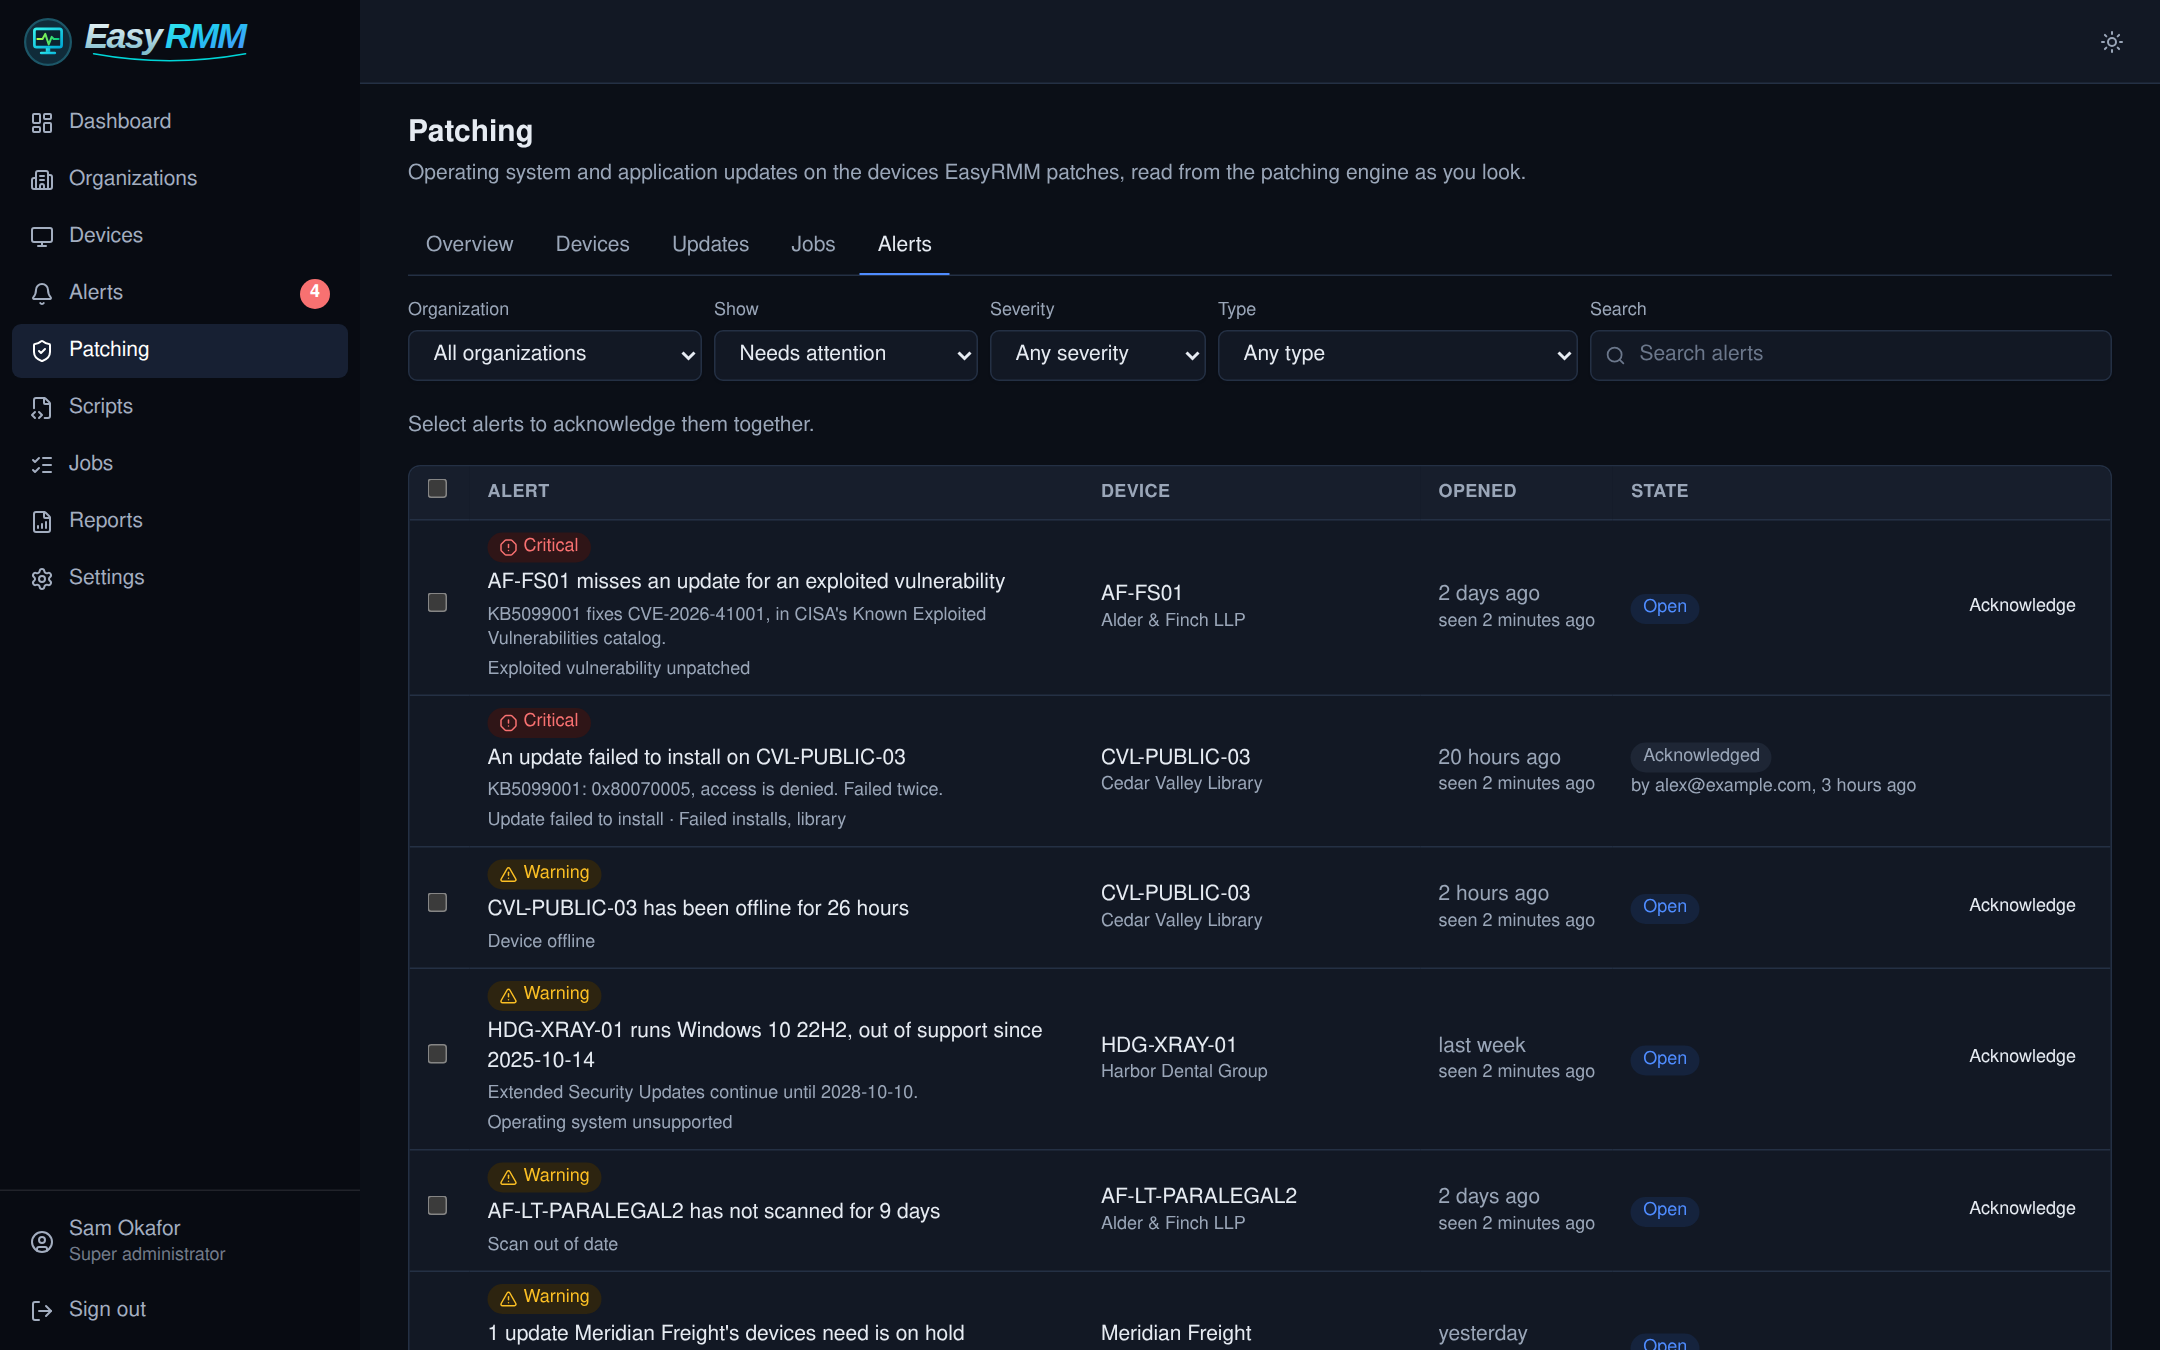 EasyRMM
Dashboard
Organizations
Devices
Alerts
4
Patching
Scripts
Jobs
Reports
Settings
Sam Okafor
Super administrator
Sign out
Patching
Operating system and application updates on the devices EasyRMM patches, read from the patching engine as you look.
Overview Devices Updates Jobs Alerts
Organization Show Severity Type Search
All organizations Needs attention Any severity Any type Search alerts
Select alerts to acknowledge them together.
ALERT DEVICE OPENED STATE
Critical
AF-FS01 misses an update for an exploited vulnerability
KB5099001 fixes CVE-2026-41001, in CISA's Known Exploited
Vulnerabilities catalog.
Exploited vulnerability unpatched
AF-FS01
Alder & Finch LLP
2 days ago
seen 2 minutes ago
Open
Acknowledge
Critical
An update failed to install on CVL-PUBLIC-03
KB5099001: 0x80070005, access is denied. Failed twice.
Update failed to install · Failed installs, library
CVL-PUBLIC-03
Cedar Valley Library
20 hours ago
seen 2 minutes ago
Acknowledged
by alex@example.com, 3 hours ago
Warning
CVL-PUBLIC-03 has been offline for 26 hours
Device offline
CVL-PUBLIC-03
Cedar Valley Library
2 hours ago
seen 2 minutes ago
Open
Acknowledge
Warning
HDG-XRAY-01 runs Windows 10 22H2, out of support since
2025-10-14
Extended Security Updates continue until 2028-10-10.
Operating system unsupported
HDG-XRAY-01
Harbor Dental Group
last week
seen 2 minutes ago
Open
Acknowledge
Warning
AF-LT-PARALEGAL2 has not scanned for 9 days
Scan out of date
AF-LT-PARALEGAL2
Alder & Finch LLP
2 days ago
seen 2 minutes ago
Open
Acknowledge
Warning
1 update Meridian Freight's devices need is on hold
Meridian Freight
yesterday
Open